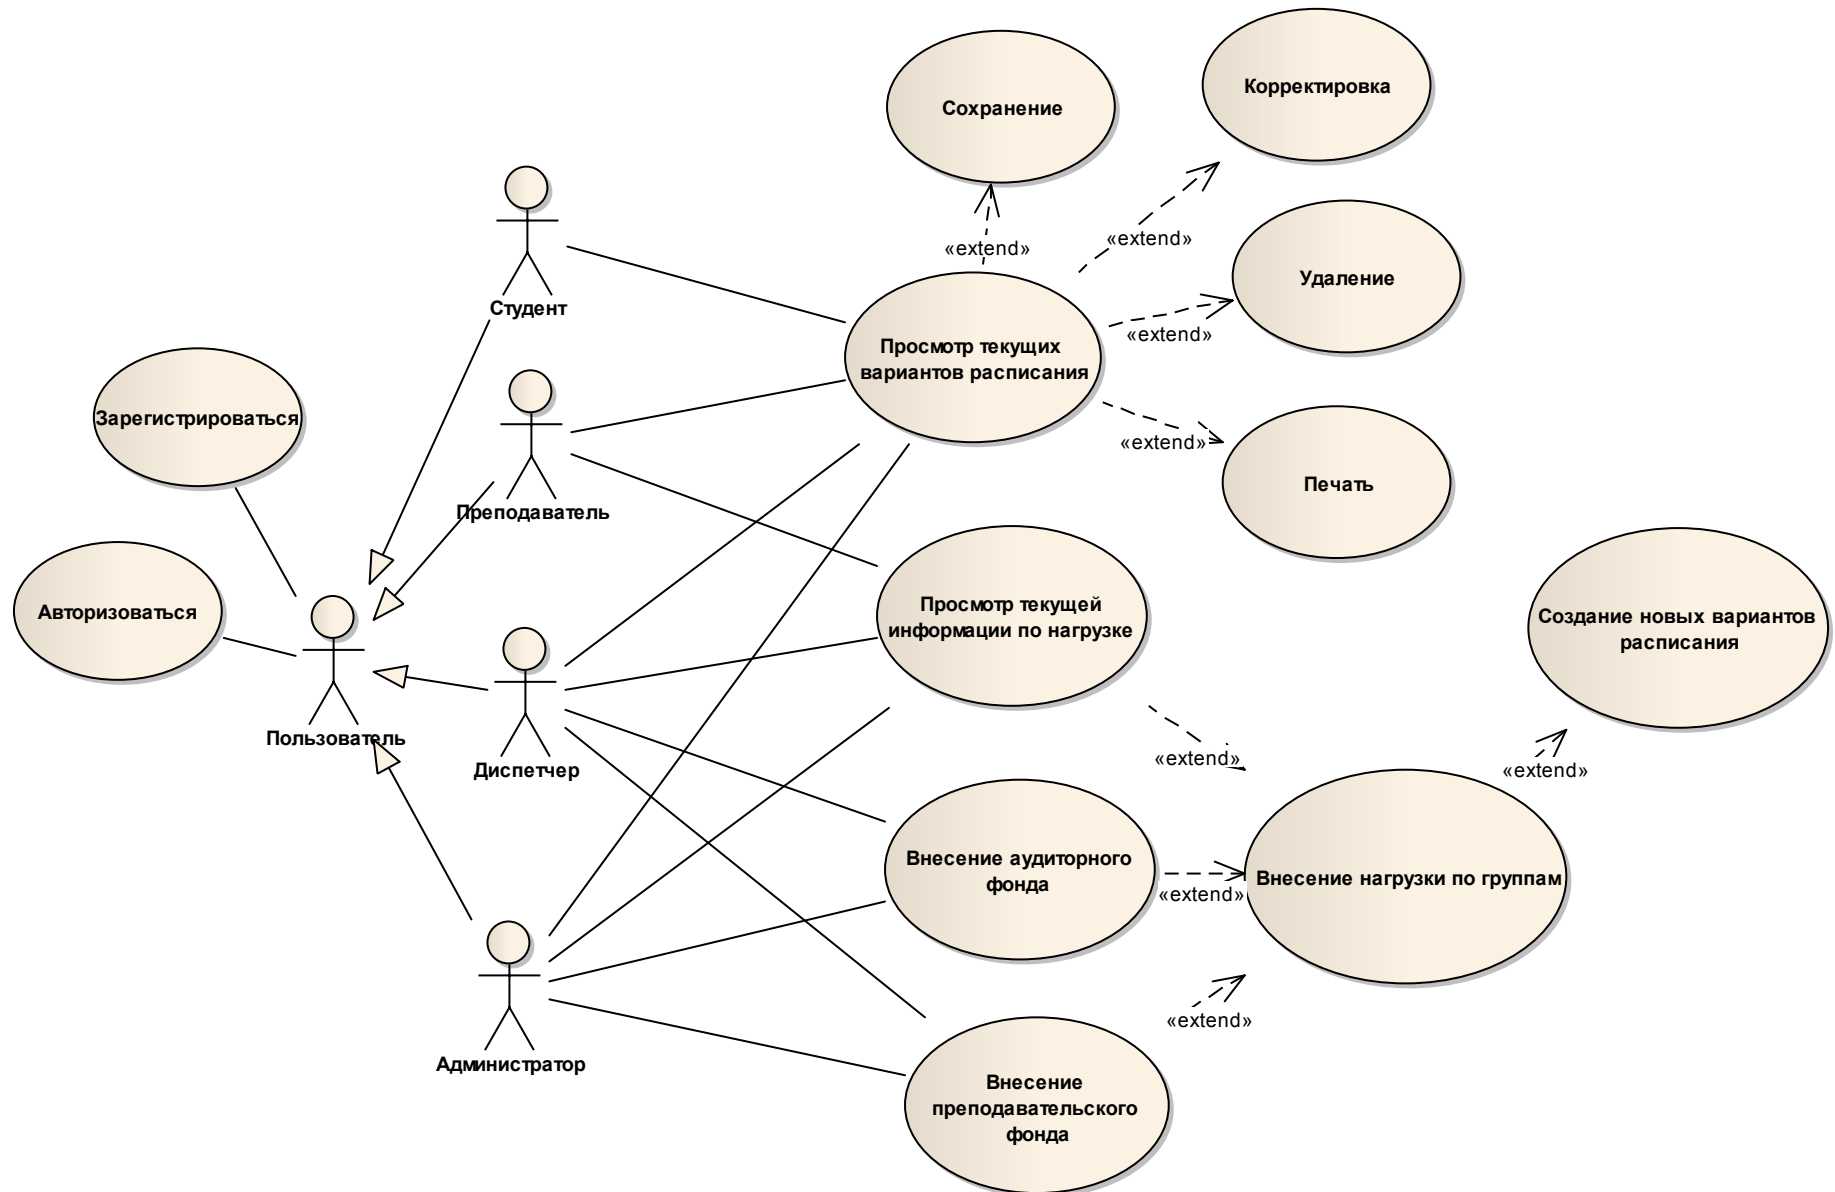 Сохранение
Корректировка
«extend»
«extend»
Удаление
Студент
«extend»
Просмотр текущих
вариантов расписания
Зарегистрироваться
«extend»
Печать
Преподаватель
Авторизоваться
Просмотр текущей
информации по нагрузке
Создание новых вариантов
расписания
Пользователь
Диспетчер
«extend»
«extend»
Внесение аудиторного
фонда
«extend»
Внесение нагрузки по группам
«extend»
Администратор
Внесение
преподавательского
фонда